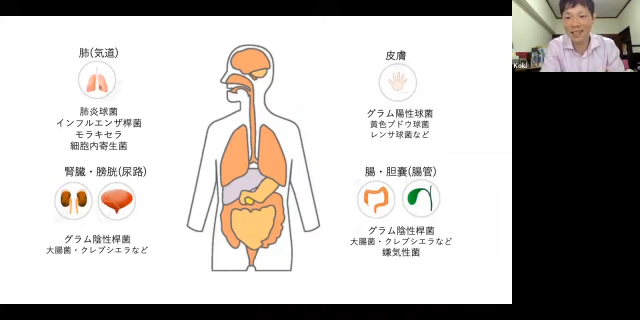 肺(気道)
肺炎球菌
インフルエンザ桿菌
モラキセラ
細胞内寄生菌
腎臓・膀胱(尿路)
グラム陰性桿菌
大腸菌・クレブシエラなど
皮膚
グラム陽性球菌
黄色ブドウ球菌
レンサ球菌など
腸・胆嚢(腸管)
グラム陰性桿菌
大腸菌・クレブシエラなど
嫌気性菌
Koki